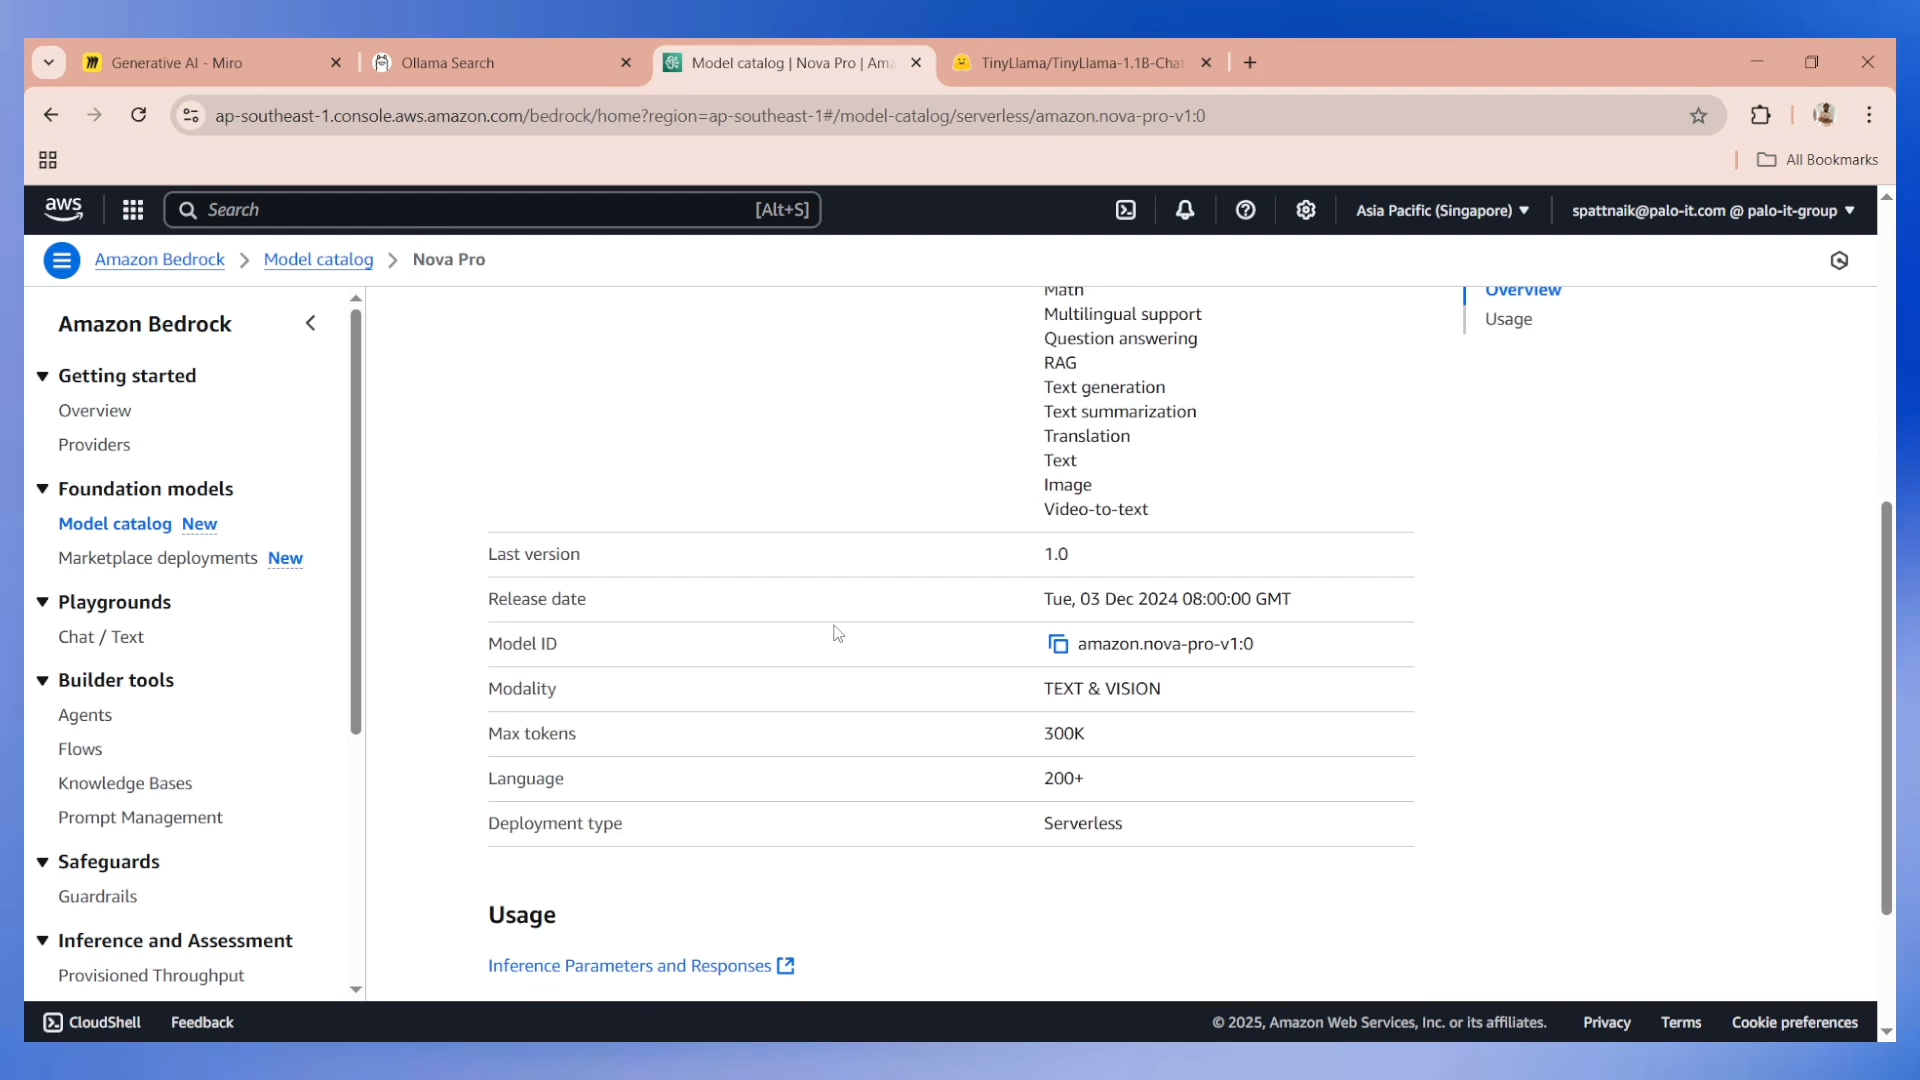 Generative AI - Miro
Ollama Search
Model catalog | Nova Pro | Ama
TinyLlama/TinyLlama-1.1B-Chat
ap-southeast-1.console.aws.amazon.com/bedrock/home?region=ap-southeast-1#/model-catalog/serverless/amazon.nova-pro-v1:0
All Bookmarks
aws
Search
[Alt+S]
Asia Pacific (Singapore)
spattnaik@palo-it.com @ palo-it-group
Amazon Bedrock
Model catalog
Nova Pro
Amazon Bedrock
Getting started
Overview
Providers
Foundation models
Model catalog New
Marketplace deployments New
Playgrounds
Chat / Text
Builder tools
Agents
Flows
Knowledge Bases
Prompt Management
Safeguards
Guardrails
Inference and Assessment
Provisioned Throughput
Math
Multilingual support
Question answering
RAG
Text generation
Text summarization
Translation
Text
Image
Video-to-text
Last version 1.0
Release date Tue, 03 Dec 2024 08:00:00 GMT
Model ID amazon.nova-pro-v1:0
Modality TEXT & VISION
Max tokens 300K
Language 200+
Deployment type Serverless
Usage
Inference Parameters and Responses
Overview
Usage
CloudShell
Feedback
© 2025, Amazon Web Services, Inc. or its affiliates.
Privacy
Terms
Cookie preferences